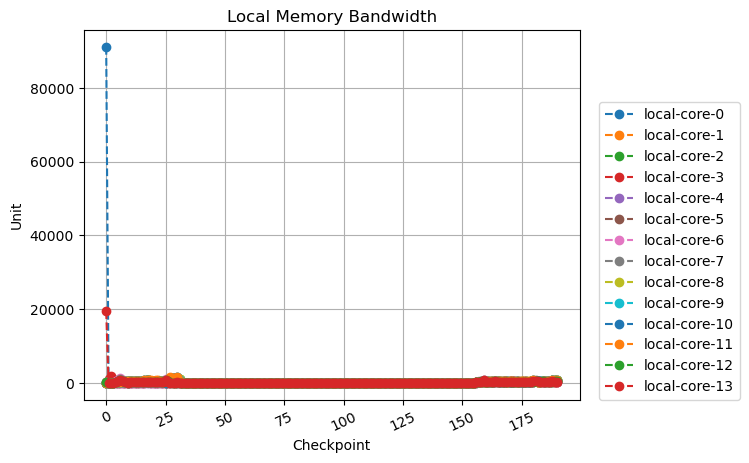 Local Memory Bandwidth
Unit
80000
60000
40000
20000
0
0
25
50
75
100
125
150
175
Checkpoint
local-core-0
local-core-1
local-core-2
local-core-3
local-core-4
local-core-5
local-core-6
local-core-7
local-core-8
local-core-9
local-core-10
local-core-11
local-core-12
local-core-13